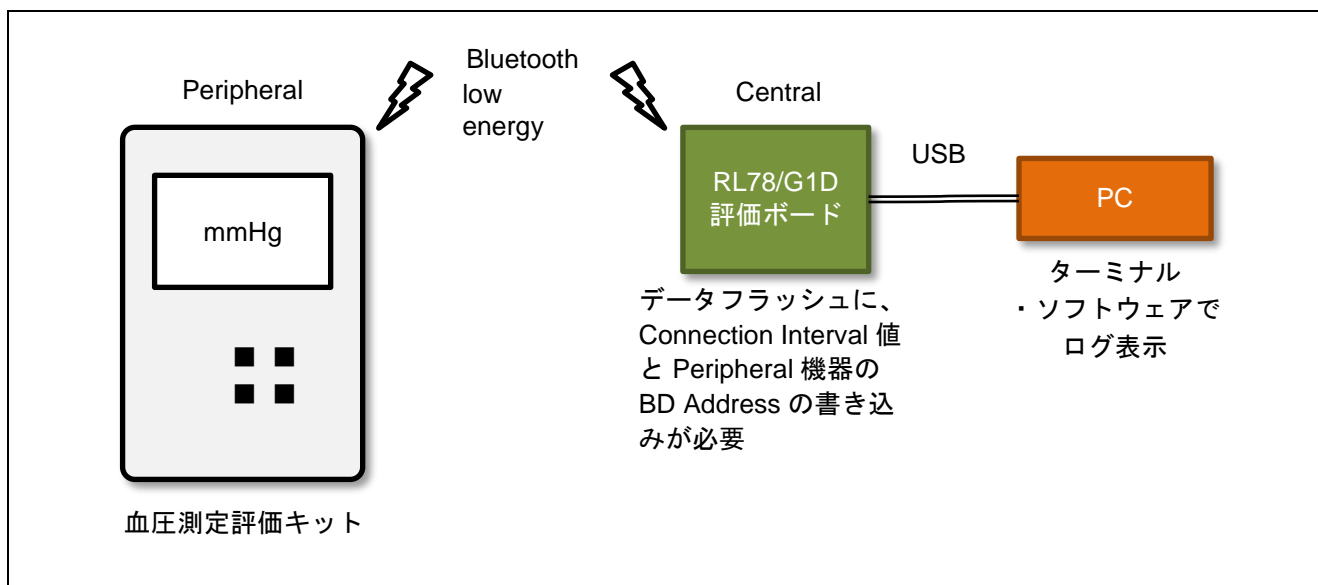 Peripheral
mmHg
血圧測定評価キット
Bluetooth
low
energy
Central
RL78/G1D
評価ボード
データフラッシュに、
Connection Interval 値
と Peripheral 機器の
BD Address の書き込
みが必要
USB
PC
ターミナル
・ソフトウェアで
ログ表示